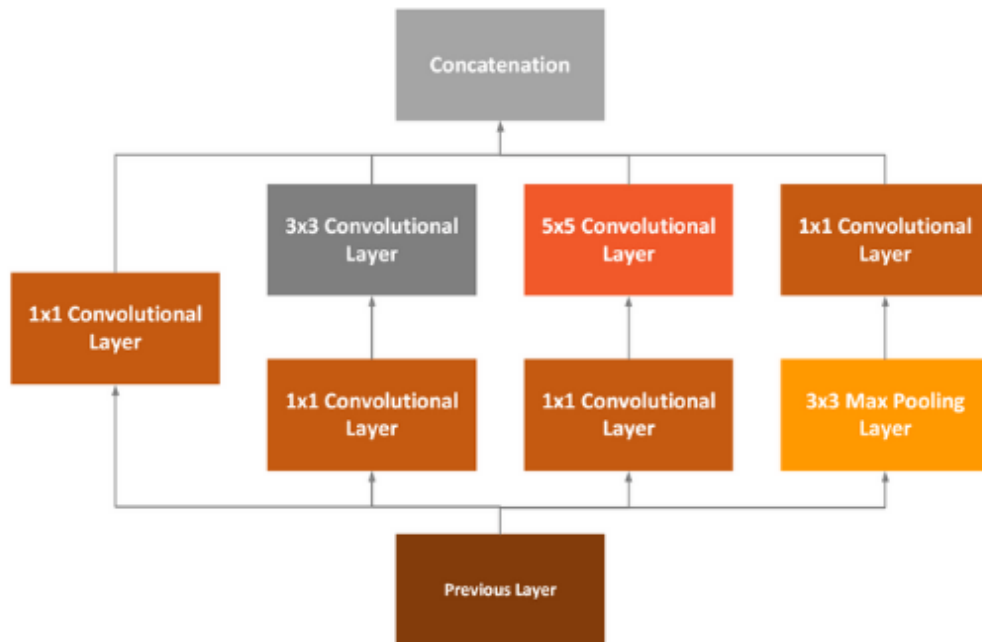 Concatenation
3x3 Convolutional
Layer
5x5 Convolutional
Layer
1x1 Convolutional
Layer
1x1 Convolutional
Layer
1x1 Convolutional
Layer
1x1 Convolutional
Layer
3x3 Max Pooling
Layer
Previous Layer